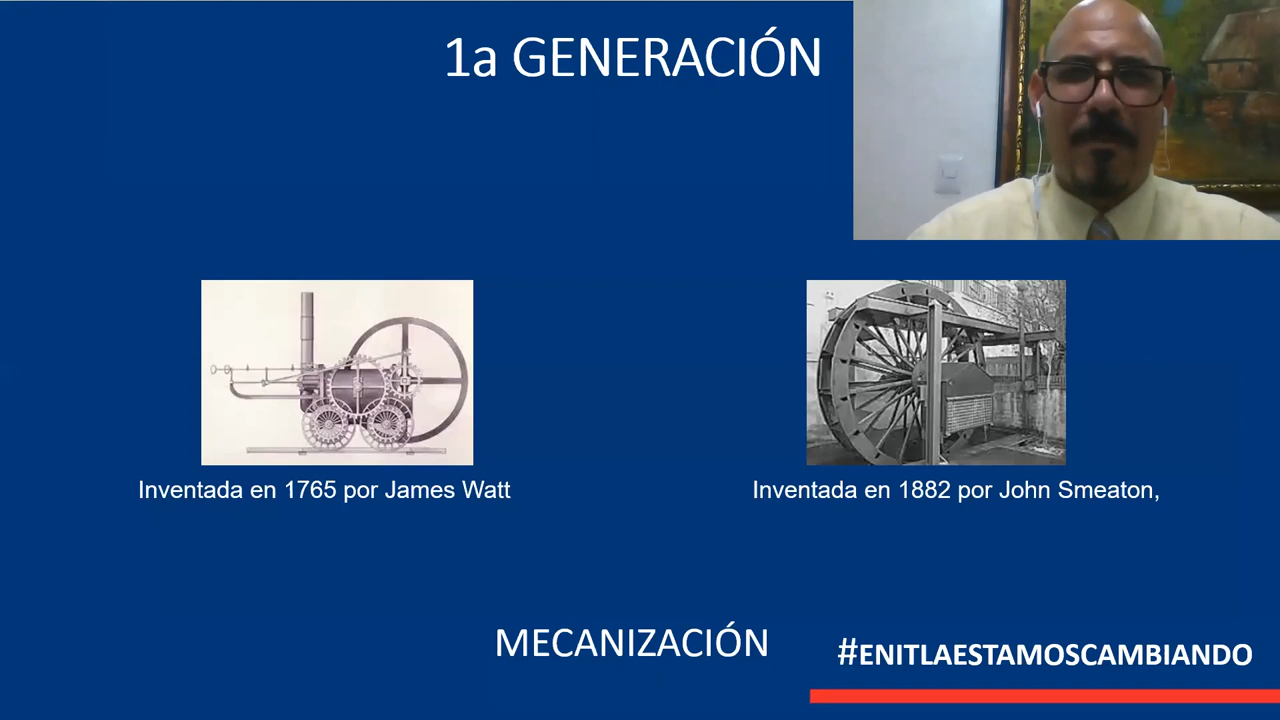 1a GENERACIÓN
Inventada en 1765 por James Watt
Inventada en 1882 por John Smeaton,
MECANIZACIÓN
#ENITLAESTAMOSCAMBIANDO